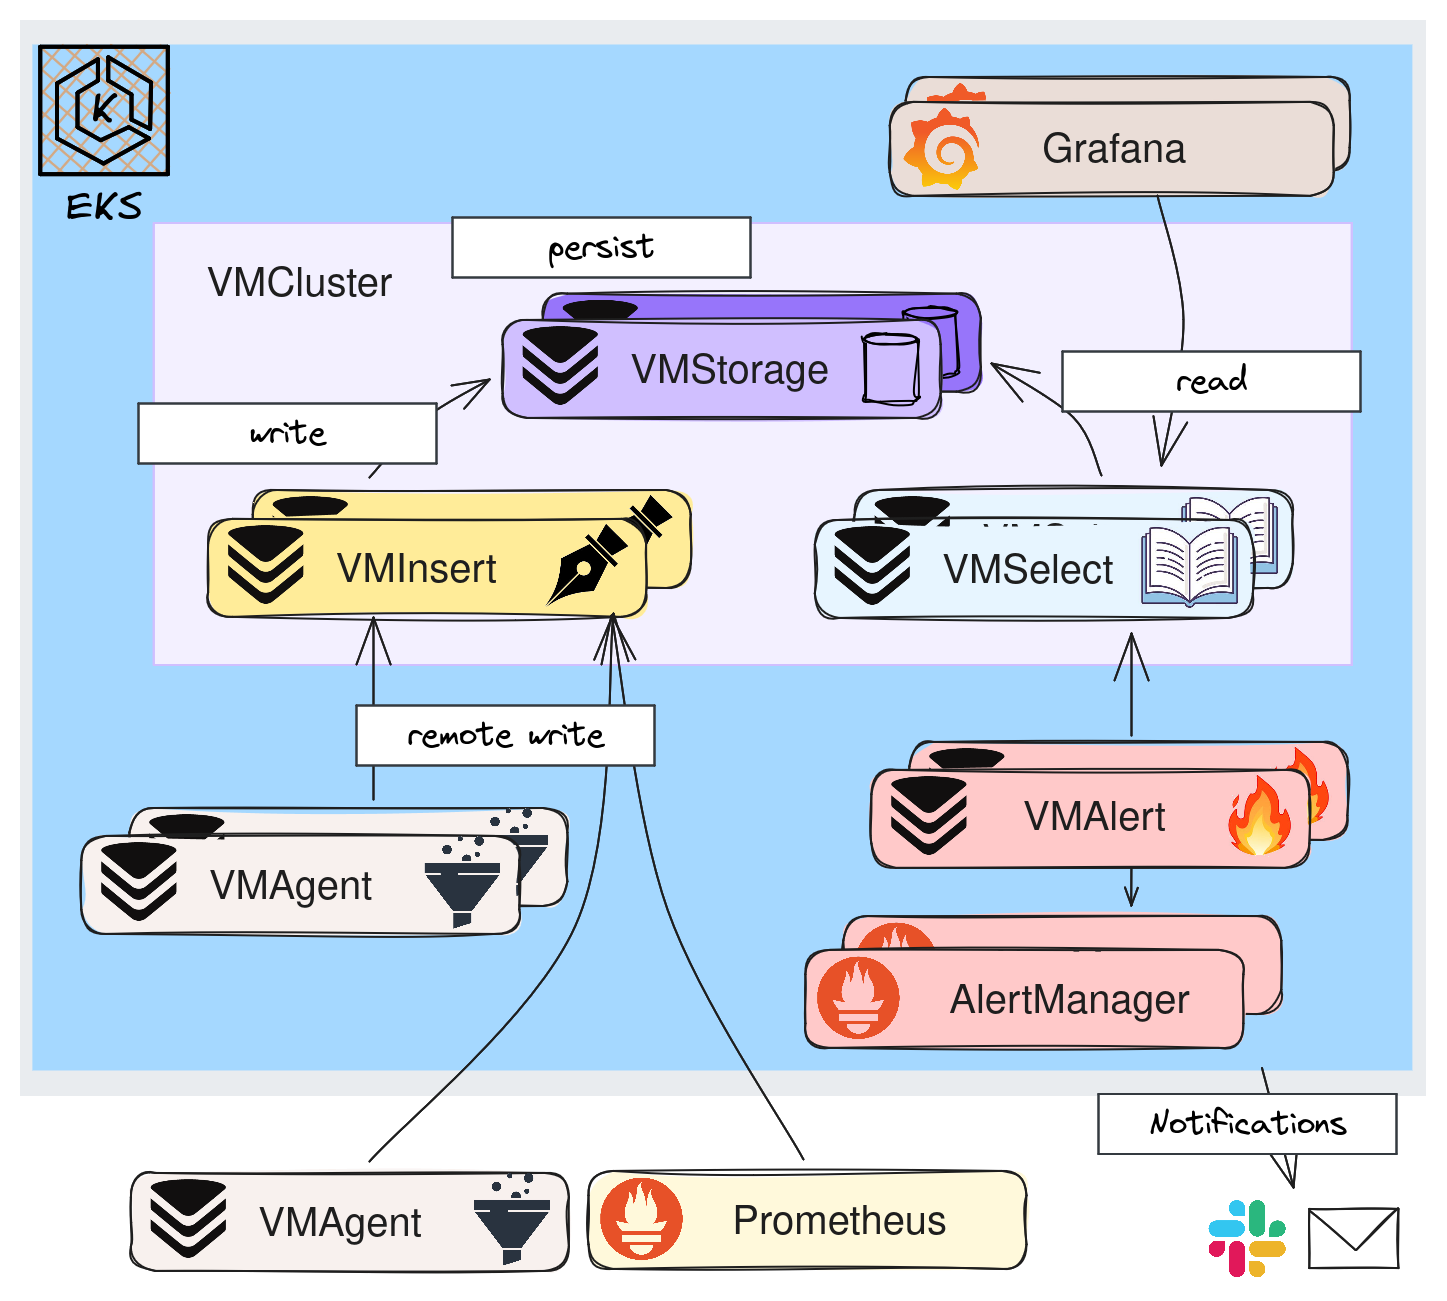 K
EKS
Grafana
persist
VMCluster
VMStorage
read
write
VMInsert
VMSelect
remote write
VMAlert
VMAgent
AlertManager
Notifications
VMAgent
Prometheus